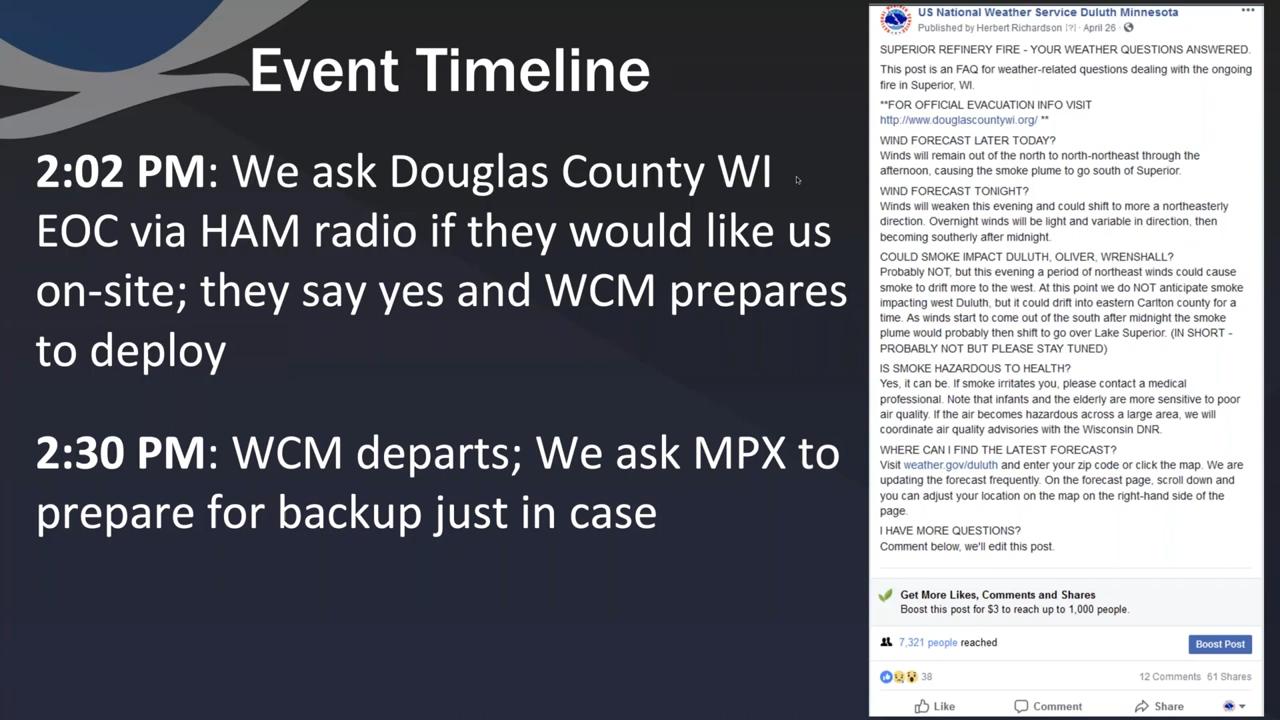 Event Timeline
2:02 PM: We ask Douglas County WI
EOC via HAM radio if they would like us
on-site; they say yes and WCM prepares
to deploy
2:30 PM: WCM departs; We ask MPX to
prepare for backup just in case
US National Weather Service Duluth Minnesota
Published by Herbert Richardson [?] · April 26 ·
SUPERIOR REFINERY FIRE - YOUR WEATHER QUESTIONS ANSWERED.
This post is an FAQ for weather-related questions dealing with the ongoing
fire in Superior, WI.
**FOR OFFICIAL EVACUATION INFO VISIT
http://www.douglascountywi.org/ **
WIND FORECAST LATER TODAY?
Winds will remain out of the north to north-northeast through the
afternoon, causing the smoke plume to go south of Superior.
WIND FORECAST TONIGHT?
Winds will weaken this evening and could shift to more a northeasterly
direction. Overnight winds will be light and variable in direction, then
becoming southerly after midnight.
COULD SMOKE IMPACT DULUTH, OLIVER, WRENSHALL?
Probably NOT, but this evening a period of northeast winds could cause
smoke to drift more to the west. At this point we do NOT anticipate smoke
impacting west Duluth, but it could drift into eastern Carlton county for a
time. As winds start to come out of the south after midnight the smoke
plume would probably then shift to go over Lake Superior. (IN SHORT -
PROBABLY NOT BUT PLEASE STAY TUNED)
IS SMOKE HAZARDOUS TO HEALTH?
Yes, it can be. If smoke irritates you, please contact a medical
professional. Note that infants and the elderly are more sensitive to poor
air quality. If the air becomes hazardous across a large area, we will
coordinate air quality advisories with the Wisconsin DNR.
WHERE CAN I FIND THE LATEST FORECAST?
Visit weather.gov/duluth and enter your zip code or click the map. We are
updating the forecast frequently. On the forecast page, scroll down and
you can adjust your location on the map on the right-hand side of the
page.
I HAVE MORE QUESTIONS?
Comment below, we'll edit this post.
Get More Likes, Comments and Shares
Boost this post for $3 to reach up to 1,000 people.
7,321 people reached
Boost Post
38
12 Comments 61 Shares
Like Comment Share